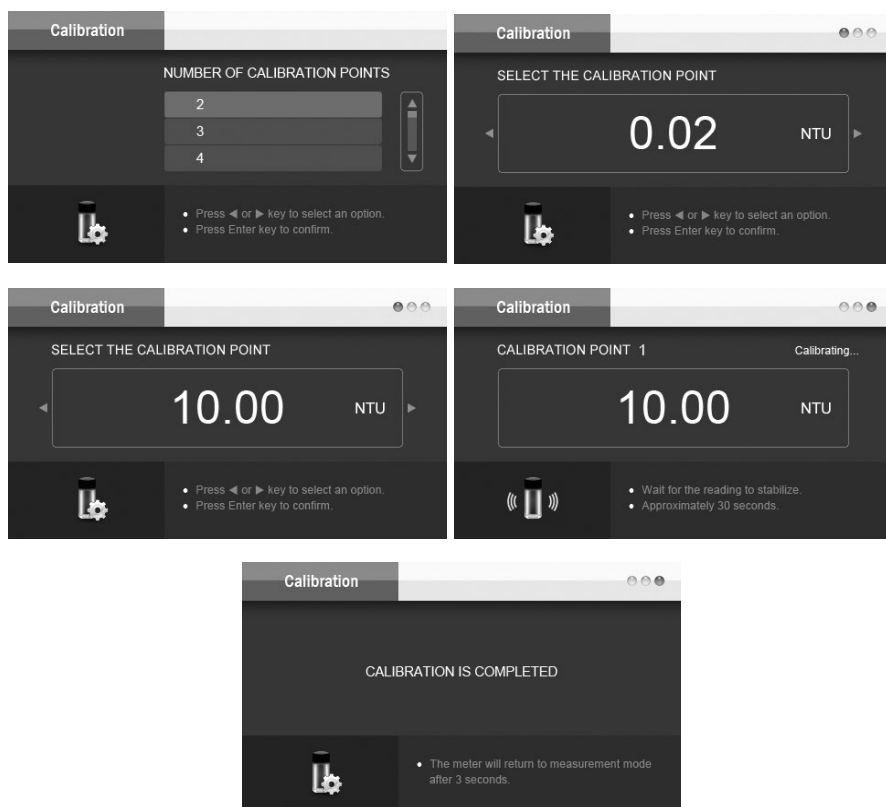 Calibration
NUMBER OF CALIBRATION POINTS
2
3
4
• Press ◀ or ▶ key to select an option.
• Press Enter key to confirm.
Calibration
SELECT THE CALIBRATION POINT
0.02 NTU
• Press ◀ or ▶ key to select an option.
• Press Enter key to confirm.
Calibration
SELECT THE CALIBRATION POINT
10.00 NTU
• Press ◀ or ▶ key to select an option.
• Press Enter key to confirm.
Calibration
CALIBRATION POINT 1 Calibrating...
10.00 NTU
• Wait for the reading to stabilize.
• Approximately 30 seconds.
Calibration
CALIBRATION IS COMPLETED
• The meter will return to measurement mode
after 3 seconds.